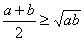 (a+b)/2 ≥ √ab